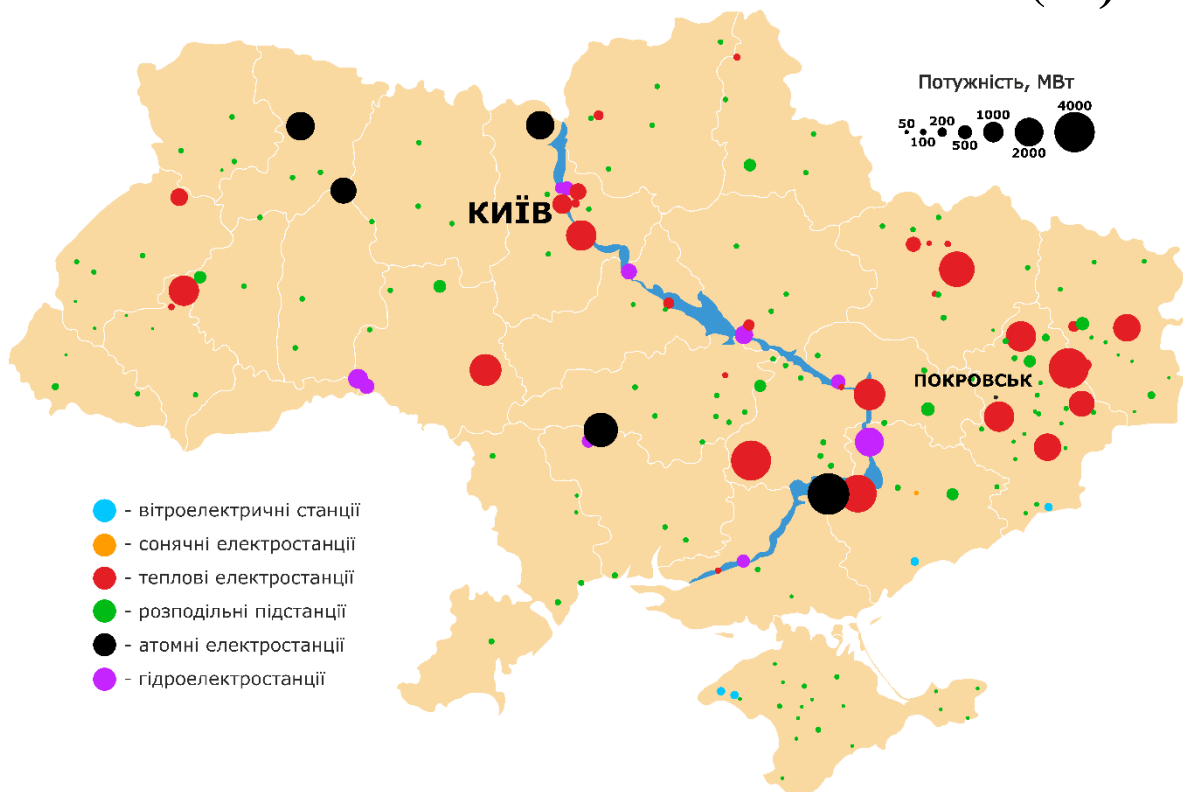 Потужність, МВт
50
100
200
500
1000
2000
4000
КИЇВ
ПОКРОВСЬК
- вітроелектричні станції
- сонячні електростанції
- теплові електростанції
- розподільні підстанції
- атомні електростанції
- гідроелектростанції